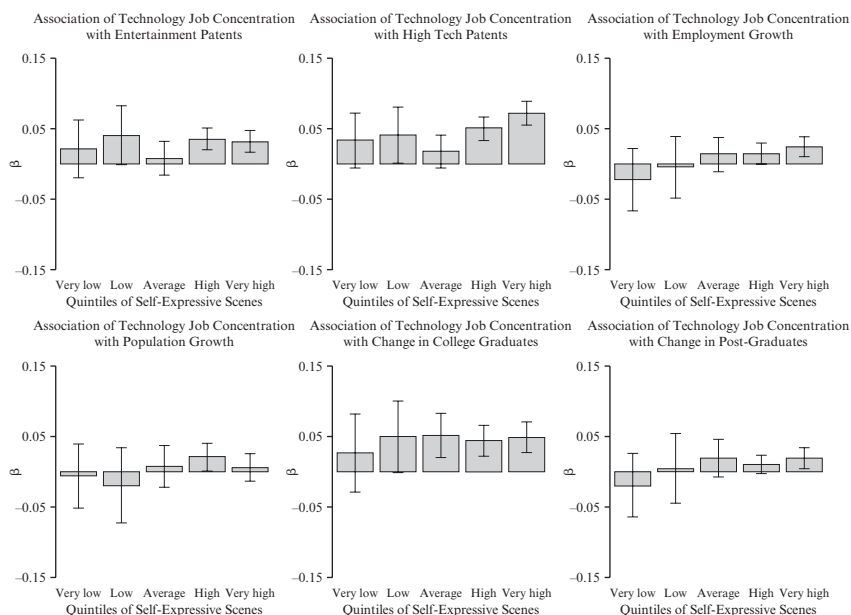 Association of Technology Job Concentration
with Entertainment Patents
0.15
0.05
−0.05
−0.15
β
Very low Low Average High Very high
Quintiles of Self-Expressive Scenes
Association of Technology Job Concentration
with High Tech Patents
0.15
0.05
−0.05
−0.15
β
Very low Low Average High Very high
Quintiles of Self-Expressive Scenes
Association of Technology Job Concentration
with Employment Growth
0.15
0.05
−0.05
−0.15
β
Very low Low Average High Very high
Quintiles of Self-Expressive Scenes
Association of Technology Job Concentration
with Population Growth
0.15
0.05
−0.05
−0.15
β
Very low Low Average High Very high
Quintiles of Self-Expressive Scenes
Association of Technology Job Concentration
with Change in College Graduates
0.15
0.05
−0.05
−0.15
β
Very low Low Average High Very high
Quintiles of Self-Expressive Scenes
Association of Technology Job Concentration
with Change in Post-Graduates
0.15
0.05
−0.05
−0.15
β
Very low Low Average High Very high
Quintiles of Self-Expressive Scenes